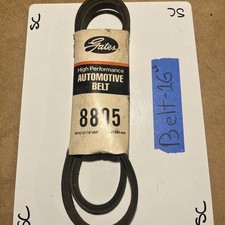 SC
SC
Gates
High Performance
AUTOMOTIVE
BELT
8805
Belt-16"
SC
SC